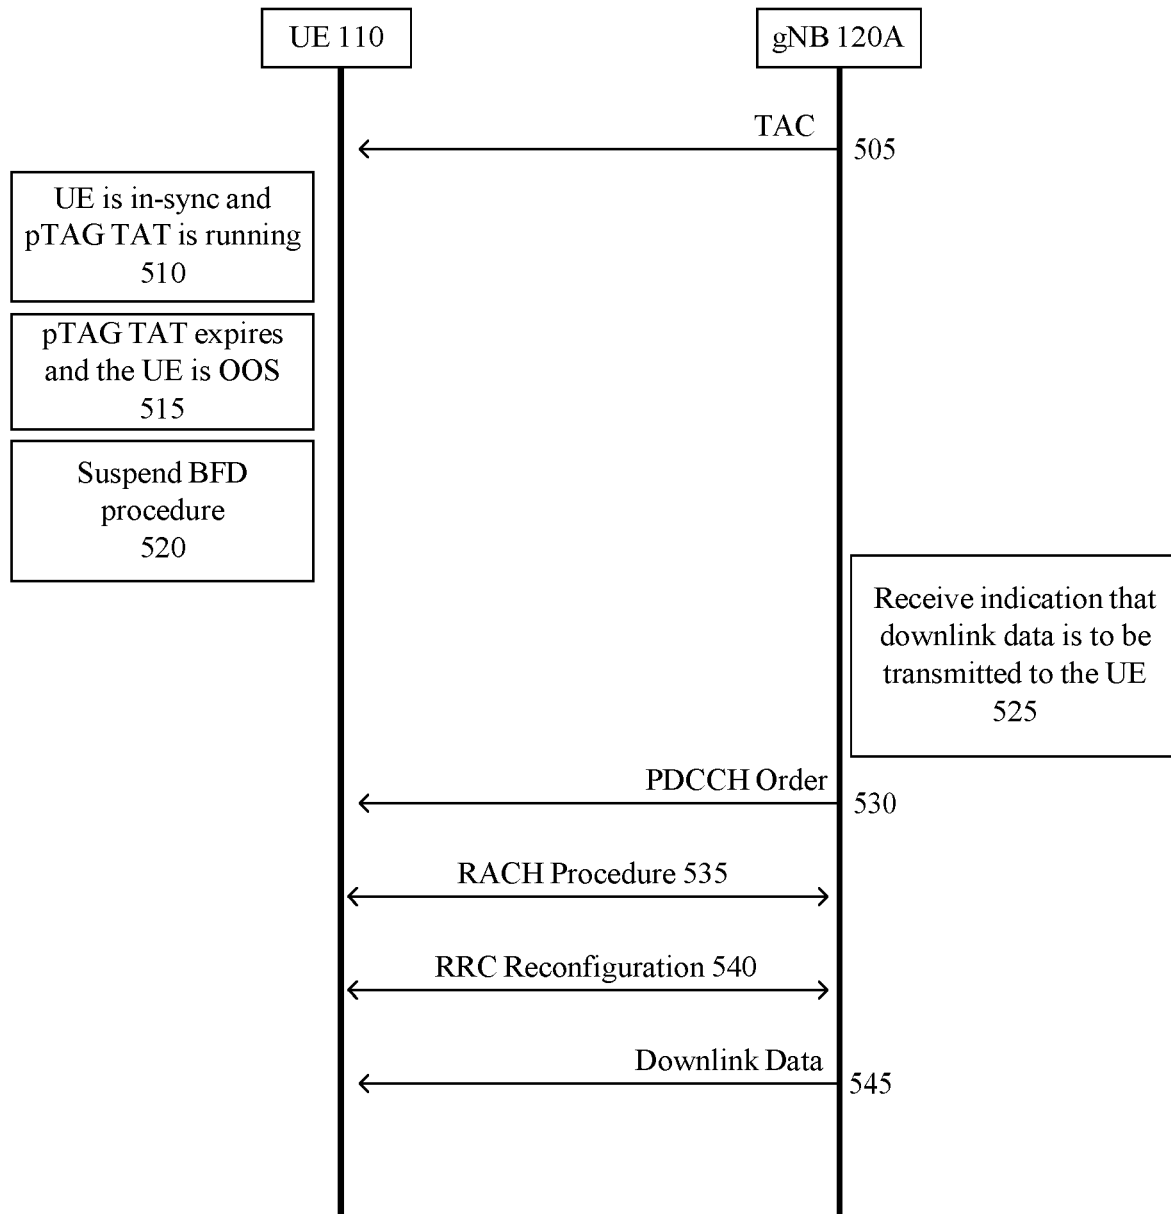 UE 110
gNB 120A
TAC
505
UE is in-sync and
pTAG TAT is running
510
pTAG TAT expires
and the UE is OOS
515
Suspend BFD
procedure
520
Receive indication that
downlink data is to be
transmitted to the UE
525
PDCCH Order
530
RACH Procedure 535
RRC Reconfiguration 540
Downlink Data
545